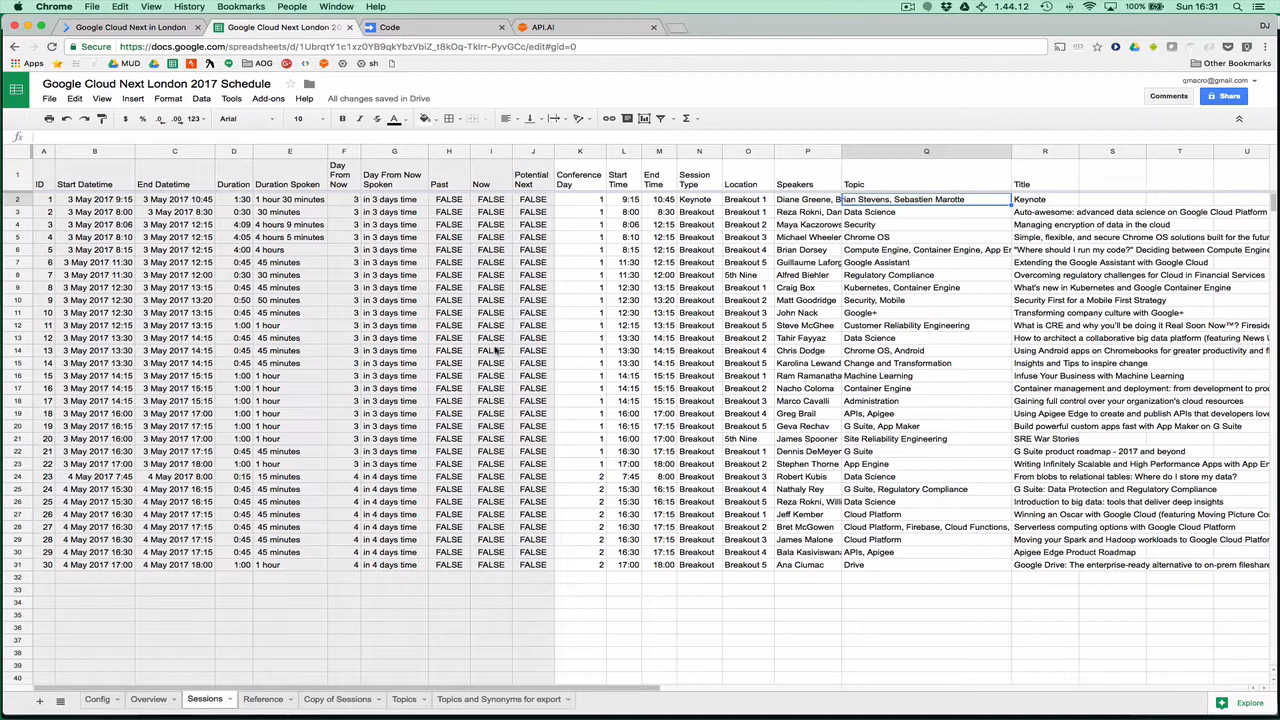 Chrome File Edit View History Bookmarks People Window Help 1.44.12 100% Sun 16:31
Google Cloud Next in London Google Cloud Next London 20 Code API.AI DJ
Secure https://docs.google.com/spreadsheets/d/1UbrqtY1c1xz0YB9qkYbzVbiZ_t8kOq-TkIrr-PyvGCc/edit#gid=0
Apps MUD AOG sh Other Bookmarks
Google Cloud Next London 2017 Schedule qmacro@gmail.com
File Edit View Insert Format Data Tools Add-ons Help All changes saved in Drive Comments Share
$ % .0 .00 123 Arial 10 B I S A
fx
A B C D E F G H I J K L M N O P Q R S T U
1 ID Start Datetime End Datetime Duration Duration Spoken Day From Now Day From Now Spoken Past Now Potential Next Conference Day Start Time End Time Session Type Location Speakers Topic Title
2 1 3 May 2017 9:15 3 May 2017 10:45 1:30 1 hour 30 minutes 3 in 3 days time FALSE FALSE FALSE 1 9:15 10:45 Keynote Breakout 1 Diane Greene, Brian Stevens, Sebastien Marotte Keynote
3 2 3 May 2017 8:00 3 May 2017 8:30 0:30 30 minutes 3 in 3 days time FALSE FALSE FALSE 1 8:00 8:30 Breakout Breakout 1 Reza Rokni, Dan Data Science Auto-awesome: advanced data science on Google Cloud Platform
4 3 3 May 2017 8:06 3 May 2017 12:15 4:09 4 hours 9 minutes 3 in 3 days time FALSE FALSE FALSE 1 8:06 12:15 Breakout Breakout 2 Maya Kaczorows Security Managing encryption of data in the cloud
5 4 3 May 2017 8:10 3 May 2017 12:15 4:05 4 hours 5 minutes 3 in 3 days time FALSE FALSE FALSE 1 8:10 12:15 Breakout Breakout 3 Michael Wheeler Chrome OS Simple, flexible, and secure Chrome OS solutions built for the future
6 5 3 May 2017 8:15 3 May 2017 12:15 4:00 4 hours 3 in 3 days time FALSE FALSE FALSE 1 8:15 12:15 Breakout Breakout 4 Brian Dorsey Compute Engine, Container Engine, App En "Where should I run my code?" Deciding between Compute Engine
7 6 3 May 2017 11:30 3 May 2017 12:15 0:45 45 minutes 3 in 3 days time FALSE FALSE FALSE 1 11:30 12:15 Breakout Breakout 5 Guillaume Laforg Google Assistant Extending the Google Assistant with Google Cloud
8 7 3 May 2017 11:30 3 May 2017 12:00 0:30 30 minutes 3 in 3 days time FALSE FALSE FALSE 1 11:30 12:00 Breakout 5th Nine Alfred Biehler Regulatory Compliance Overcoming regulatory challenges for Cloud in Financial Services
9 8 3 May 2017 12:30 3 May 2017 13:15 0:45 45 minutes 3 in 3 days time FALSE FALSE FALSE 1 12:30 13:15 Breakout Breakout 1 Craig Box Kubernetes, Container Engine What's new in Kubernetes and Google Container Engine
10 9 3 May 2017 12:30 3 May 2017 13:20 0:50 50 minutes 3 in 3 days time FALSE FALSE FALSE 1 12:30 13:20 Breakout Breakout 2 Matt Goodridge Security, Mobile Security First for a Mobile First Strategy
11 10 3 May 2017 12:30 3 May 2017 13:15 0:45 45 minutes 3 in 3 days time FALSE FALSE FALSE 1 12:30 13:15 Breakout Breakout 3 John Nack Google+ Transforming company culture with Google+
12 11 3 May 2017 12:15 3 May 2017 13:15 1:00 1 hour 3 in 3 days time FALSE FALSE FALSE 1 12:15 13:15 Breakout Breakout 5 Steve McGhee Customer Reliability Engineering What is CRE and why you'll be doing it Real Soon Now™? Fireside
13 12 3 May 2017 13:30 3 May 2017 14:15 0:45 45 minutes 3 in 3 days time FALSE FALSE FALSE 1 13:30 14:15 Breakout Breakout 2 Tahir Fayyaz Data Science How to architect a collaborative big data platform (featuring News U
14 13 3 May 2017 13:30 3 May 2017 14:15 0:45 45 minutes 3 in 3 days time FALSE FALSE FALSE 1 13:30 14:15 Breakout Breakout 4 Chris Dodge Chrome OS, Android Using Android apps on Chromebooks for greater productivity and fl
15 14 3 May 2017 13:30 3 May 2017 14:15 0:45 45 minutes 3 in 3 days time FALSE FALSE FALSE 1 13:30 14:15 Breakout Breakout 5 Karolina Lewand Change and Transformation Insights and Tips to inspire change
16 15 3 May 2017 14:15 3 May 2017 15:15 1:00 1 hour 3 in 3 days time FALSE FALSE FALSE 1 14:15 15:15 Breakout Breakout 1 Ram Ramanatha Machine Learning Infuse Your Business with Machine Learning
17 16 3 May 2017 14:15 3 May 2017 15:15 1:00 1 hour 3 in 3 days time FALSE FALSE FALSE 1 14:15 15:15 Breakout Breakout 2 Nacho Coloma Container Engine Container management and deployment: from development to proc
18 17 3 May 2017 14:15 3 May 2017 15:15 1:00 1 hour 3 in 3 days time FALSE FALSE FALSE 1 14:15 15:15 Breakout Breakout 3 Marco Cavalli Administration Gaining full control over your organization's cloud resources
19 18 3 May 2017 16:00 3 May 2017 17:00 1:00 1 hour 3 in 3 days time FALSE FALSE FALSE 1 16:00 17:00 Breakout Breakout 4 Greg Brail APIs, Apigee Using Apigee Edge to create and publish APIs that developers love
20 19 3 May 2017 16:15 3 May 2017 17:15 1:00 1 hour 3 in 3 days time FALSE FALSE FALSE 1 16:15 17:15 Breakout Breakout 5 Geva Rechav G Suite, App Maker Build powerful custom apps fast with App Maker on G Suite
21 20 3 May 2017 16:00 3 May 2017 17:00 1:00 1 hour 3 in 3 days time FALSE FALSE FALSE 1 16:00 17:00 Breakout 5th Nine James Spooner Site Reliability Engineering SRE War Stories
22 21 3 May 2017 16:30 3 May 2017 17:15 0:45 45 minutes 3 in 3 days time FALSE FALSE FALSE 1 16:30 17:15 Breakout Breakout 1 Dennis DeMeyer G Suite G Suite product roadmap - 2017 and beyond
23 22 3 May 2017 17:00 3 May 2017 18:00 1:00 1 hour 3 in 3 days time FALSE FALSE FALSE 1 17:00 18:00 Breakout Breakout 2 Stephen Thorne App Engine Writing Infinitely Scalable and High Performance Apps with App En
24 23 4 May 2017 7:45 4 May 2017 8:00 0:15 15 minutes 4 in 4 days time FALSE FALSE FALSE 2 7:45 8:00 Breakout Breakout 3 Robert Kubis Data Science From blobs to relational tables: Where do I store my data?
25 24 4 May 2017 15:30 4 May 2017 16:15 0:45 45 minutes 4 in 4 days time FALSE FALSE FALSE 2 15:30 16:15 Breakout Breakout 4 Nathaly Rey G Suite, Regulatory Compliance G Suite: Data Protection and Regulatory Compliance
26 25 4 May 2017 15:30 4 May 2017 16:15 0:45 45 minutes 4 in 4 days time FALSE FALSE FALSE 2 15:30 16:15 Breakout Breakout 5 Reza Rokni, Willi Data Science Introduction to big data: tools that deliver deep insights
27 26 4 May 2017 16:30 4 May 2017 17:15 0:45 45 minutes 4 in 4 days time FALSE FALSE FALSE 2 16:30 17:15 Breakout Breakout 1 Jeff Kember Cloud Platform Winning an Oscar with Google Cloud (featuring Moving Picture Con
28 27 4 May 2017 16:30 4 May 2017 17:15 0:45 45 minutes 4 in 4 days time FALSE FALSE FALSE 2 16:30 17:15 Breakout Breakout 2 Bret McGowen Cloud Platform, Firebase, Cloud Functions, Serverless computing options with Google Cloud
29 28 4 May 2017 16:30 4 May 2017 17:15 0:45 45 minutes 4 in 4 days time FALSE FALSE FALSE 2 16:30 17:15 Breakout Breakout 3 James Malone Cloud Platform Moving your Spark and Hadoop workloads to Google Cloud Platform
30 29 4 May 2017 16:30 4 May 2017 17:15 0:45 45 minutes 4 in 4 days time FALSE FALSE FALSE 2 16:30 17:15 Breakout Breakout 4 Bala Kasiviswana APIs, Apigee Apigee Edge Product Roadmap
31 30 4 May 2017 17:00 4 May 2017 18:00 1:00 1 hour 4 in 4 days time FALSE FALSE FALSE 2 17:00 18:00 Breakout Breakout 5 Ana Ciumac Drive Google Drive: The enterprise-ready alternative to on-prem fileshare
32
33
34
35
36
37
38
39
40
Config Overview Sessions Reference Copy of Sessions Topics Topics and Synonyms for export Explore